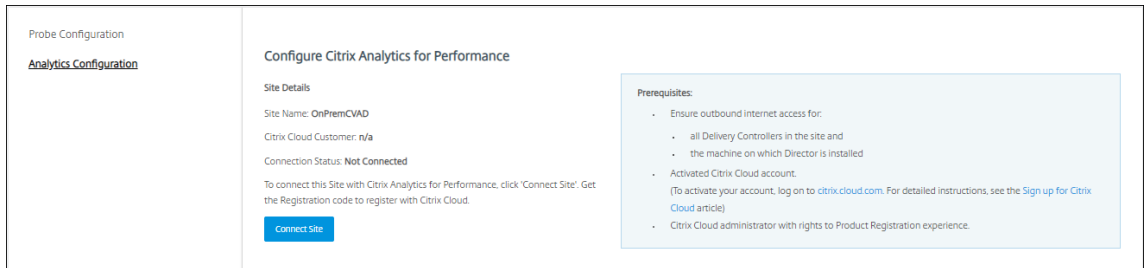 Probe Configuration
Analytics Configuration
Configure Citrix Analytics for Performance
Site Details
Site Name: OnPremCVAD
Citrix Cloud Customer: n/a
Connection Status: Not Connected
To connect this Site with Citrix Analytics for Performance, click 'Connect Site'. Get
the Registration code to register with Citrix Cloud.
Connect Site
Prerequisites:
• Ensure outbound internet access for:
• all Delivery Controllers in the site and
• the machine on which Director is installed
• Activated Citrix Cloud account.
(To activate your account, log on to citrix.cloud.com. For detailed instructions, see the Sign up for Citrix
Cloud article)
• Citrix Cloud administrator with rights to Product Registration experience.